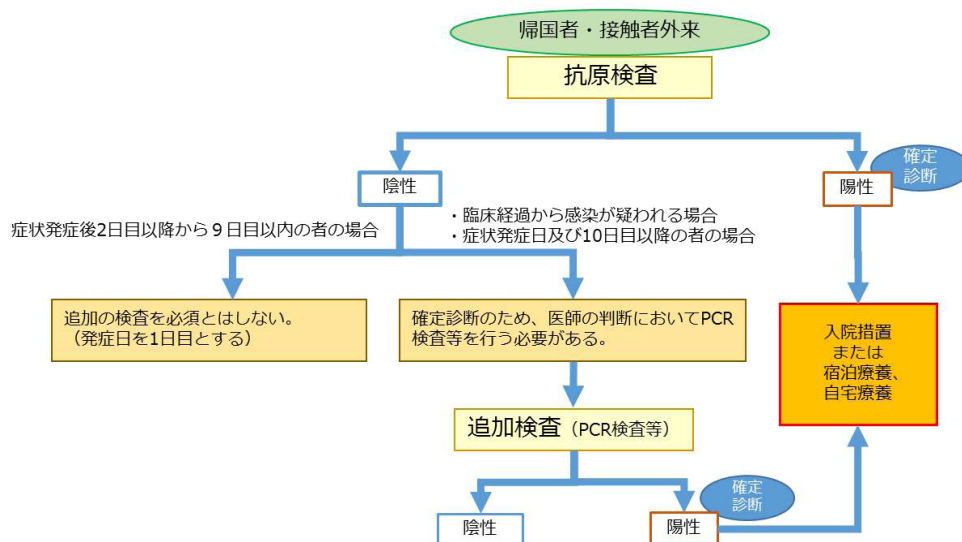 帰国者・接触者外来
抗原検査
確定
診断
陰性
陽性
症状発症後2日目以降から９日目以内の者の場合
・臨床経過から感染が疑われる場合
・症状発症日及び10日目以降の者の場合
追加の検査を必須とはしない。
（発症日を1日目とする）
確定診断のため、医師の判断においてPCR
検査等を行う必要がある。
入院措置
または
宿泊療養、
自宅療養
追加検査（PCR検査等）
確定
診断
陰性
陽性